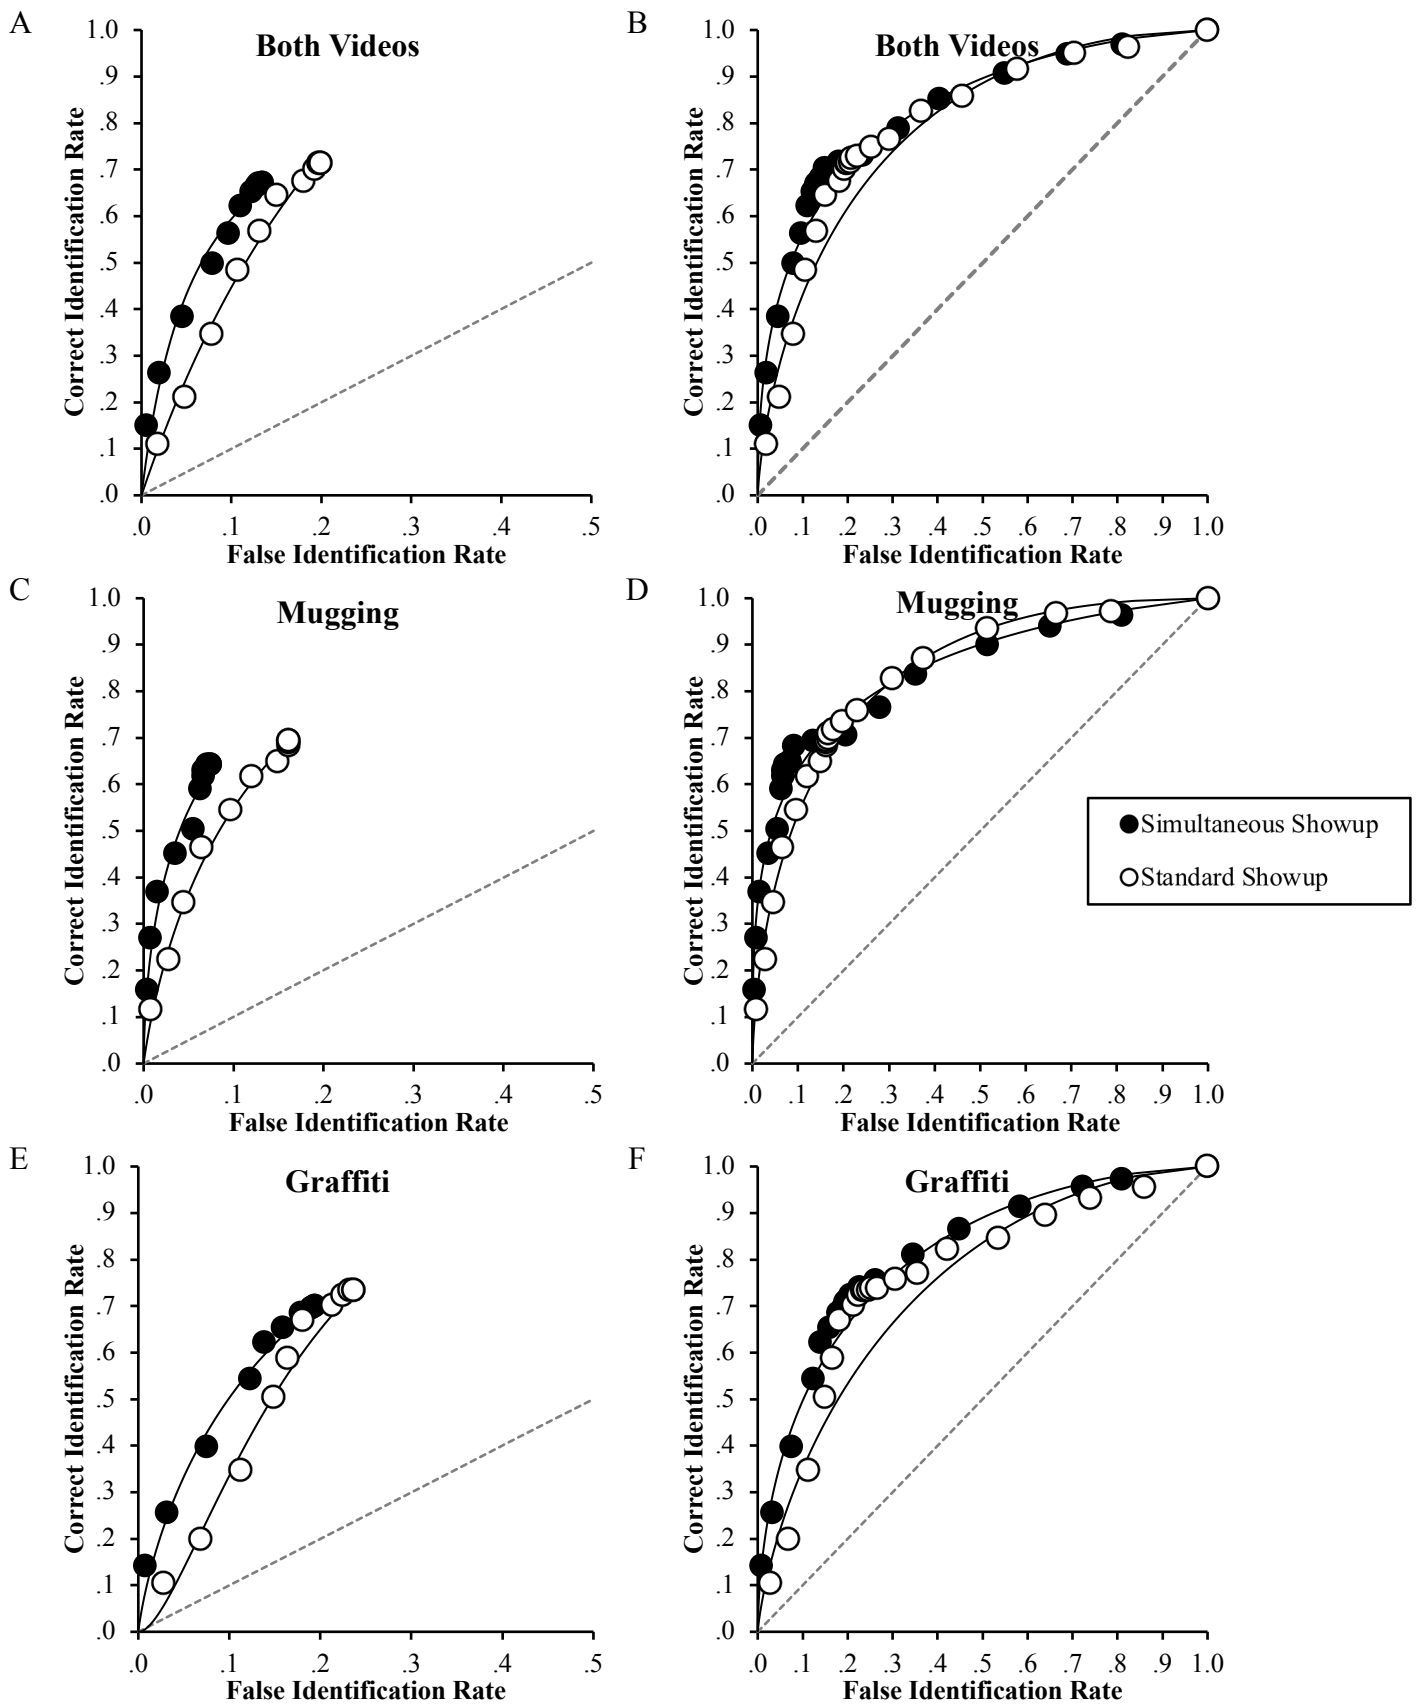 A
Both Videos
Correct Identification Rate
1.0
.9
.8
.7
.6
.5
.4
.3
.2
.1
.0
.0 .1 .2 .3 .4 .5
False Identification Rate
B
Both Videos
Correct Identification Rate
1.0
.9
.8
.7
.6
.5
.4
.3
.2
.1
.0
.0 .1 .2 .3 .4 .5 .6 .7 .8 .9 1.0
False Identification Rate
C
Mugging
Correct Identification Rate
1.0
.9
.8
.7
.6
.5
.4
.3
.2
.1
.0
.0 .1 .2 .3 .4 .5
False Identification Rate
D
Mugging
Correct Identification Rate
1.0
.9
.8
.7
.6
.5
.4
.3
.2
.1
.0
.0 .1 .2 .3 .4 .5 .6 .7 .8 .9 1.0
False Identification Rate
Simultaneous Showup
Standard Showup
E
Graffiti
Correct Identification Rate
1.0
.9
.8
.7
.6
.5
.4
.3
.2
.1
.0
.0 .1 .2 .3 .4 .5
False Identification Rate
F
Graffiti
Correct Identification Rate
1.0
.9
.8
.7
.6
.5
.4
.3
.2
.1
.0
.0 .1 .2 .3 .4 .5 .6 .7 .8 .9 1.0
False Identification Rate